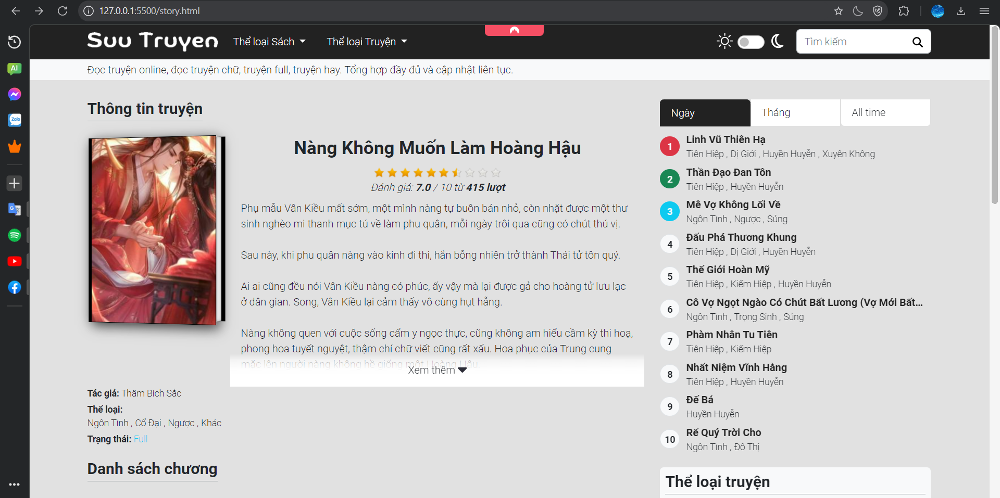 127.0.0.1:5500/story.html
AI
Zalo
Suu Truyen
Thể loại Sách
Thể loại Truyện
Tìm kiếm
Đọc truyện online, đọc truyện chữ, truyện full, truyện hay. Tổng hợp đầy đủ và cập nhật liên tục.
Thông tin truyện
Nàng Không Muốn Làm Hoàng Hậu
Đánh giá: 7.0 / 10 từ 415 lượt
Phụ mẫu Vân Kiều mất sớm, một mình nàng tự buôn bán nhỏ, còn nhặt được một thư
sinh nghèo mi thanh mục tú về làm phu quân, mỗi ngày trôi qua cũng có chút thú vị.
Sau này, khi phu quân nàng vào kinh đi thi, hắn bỗng nhiên trở thành Thái tử tôn quý.
Ai ai cũng đều nói Vân Kiều nàng có phúc, ấy vậy mà lại được gả cho hoàng tử lưu lạc
ở dân gian. Song, Vân Kiều lại cảm thấy vô cùng hụt hẫng.
Nàng không quen với cuộc sống cẩm y ngọc thực, cũng không am hiểu cầm kỳ thi hoạ,
phong hoa tuyết nguyệt, thậm chí chữ viết cũng rất xấu. Hoa phục của Trung cung
mặc lên người nàng không hề giống một Hoàng Hậu.
Xem thêm
Tác giả: Thâm Bích Sắc
Thể loại:
Ngôn Tình , Cổ Đại , Ngược , Khác
Trạng thái: Full
Danh sách chương
Ngày
Tháng
All time
1
Linh Vũ Thiên Hạ
Tiên Hiệp , Dị Giới , Huyền Huyễn , Xuyên Không
2
Thần Đạo Đan Tôn
Tiên Hiệp , Huyền Huyễn
3
Mê Vợ Không Lối Về
Ngôn Tình , Ngược , Sủng
4
Đấu Phá Thương Khung
Tiên Hiệp , Dị Giới , Huyền Huyễn
5
Thế Giới Hoàn Mỹ
Tiên Hiệp , Kiếm Hiệp , Huyền Huyễn
6
Cô Vợ Ngọt Ngào Có Chút Bất Lương (Vợ Mới Bất...
Ngôn Tình , Trọng Sinh , Sủng
7
Phàm Nhân Tu Tiên
Tiên Hiệp , Kiếm Hiệp
8
Nhất Niệm Vĩnh Hằng
Tiên Hiệp , Huyền Huyễn
9
Đế Bá
Huyền Huyễn
10
Rể Quý Trời Cho
Ngôn Tình , Đô Thị
Thể loại truyện